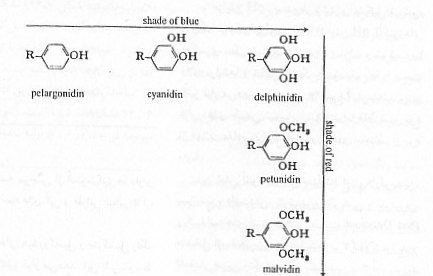 shade of blue
OH
R- OH
pelargonidin
OH
R- OH
cyanidin
OH
R- OH
OH
delphinidin
OCH₃
R- OH
OH
petunidin
OCH₃
R- OH
OCH₃
malvidin
shade of red